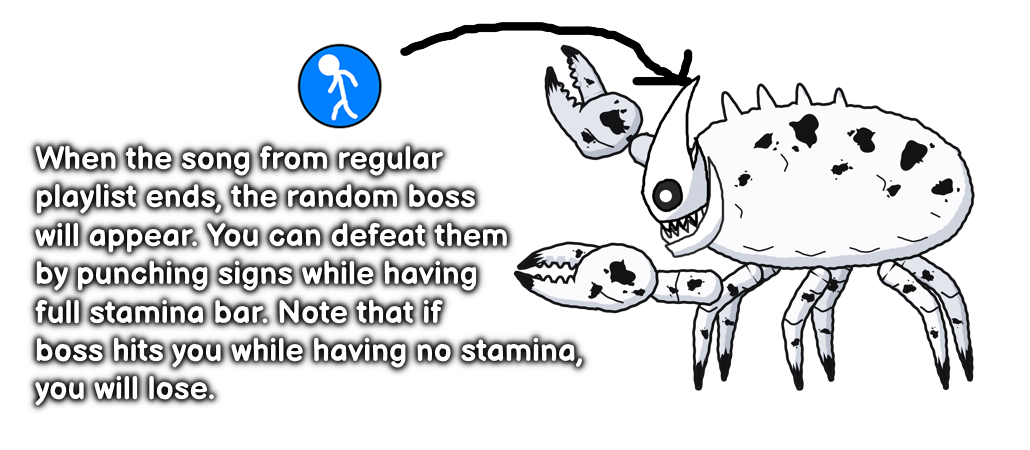 When the song from regular
playlist ends, the random boss
will appear. You can defeat them
by punching signs while having
full stamina bar. Note that if
boss hits you while having no stamina,
you will lose.